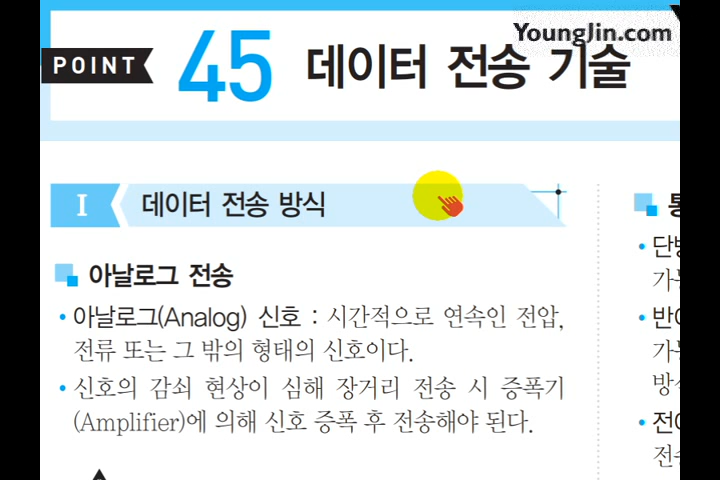 YoungJin.com
POINT 45 데이터 전송 기술
I 데이터 전송 방식
아날로그 전송
• 아날로그(Analog) 신호 : 시간적으로 연속인 전압,
전류 또는 그 밖의 형태의 신호이다.
• 신호의 감쇠 현상이 심해 장거리 전송 시 증폭기
(Amplifier)에 의해 신호 증폭 후 전송해야 된다.